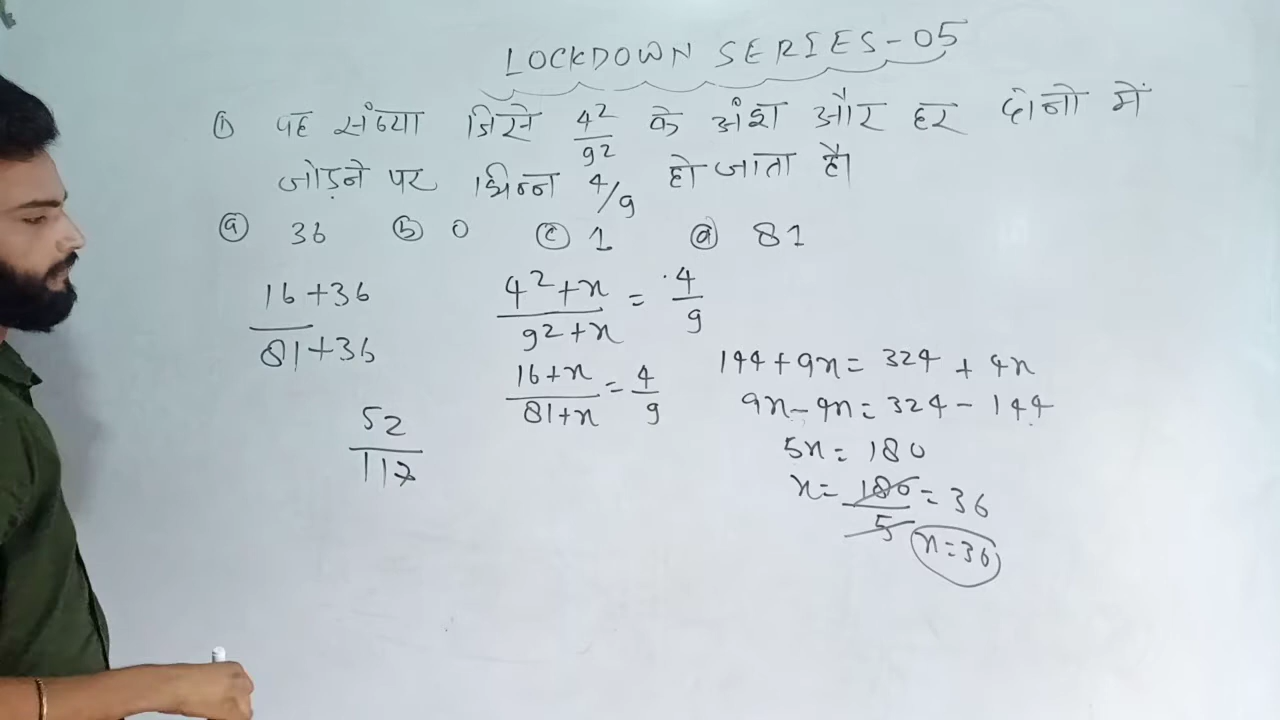 LOCKDOWN SERIES-05
① वह संख्या जिसे 4²/9² के अंश और हर दोनो में
जोड़ने पर भिन्न 4/9 हो जाता है।
ⓐ 36 ⓑ 0 ⓒ 1 ⓓ 81
16+36
81+36
52
117
4²+x / 9²+x = 4/9
16+x / 81+x = 4/9
144+9x = 324 + 4x
9x-4x = 324 - 144
5x = 180
x = 180/5 = 36
x=36